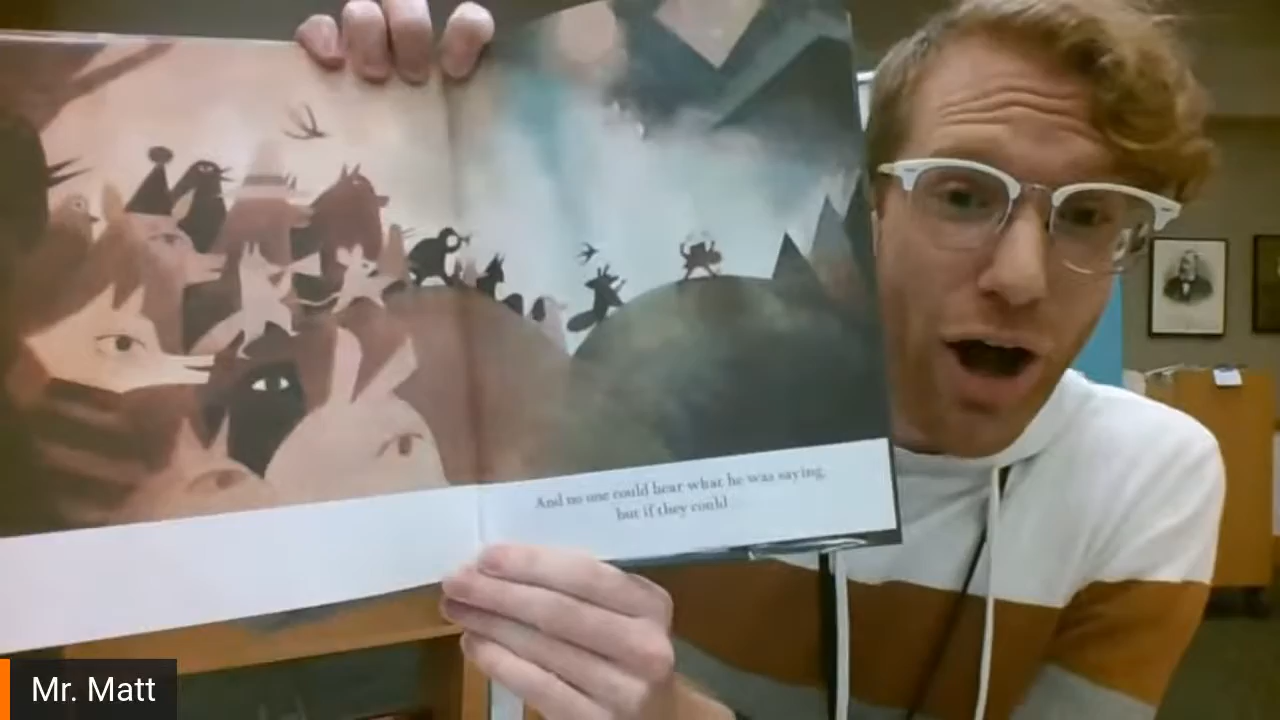 And no one could hear what he was saying,
but if they could
Mr. Matt